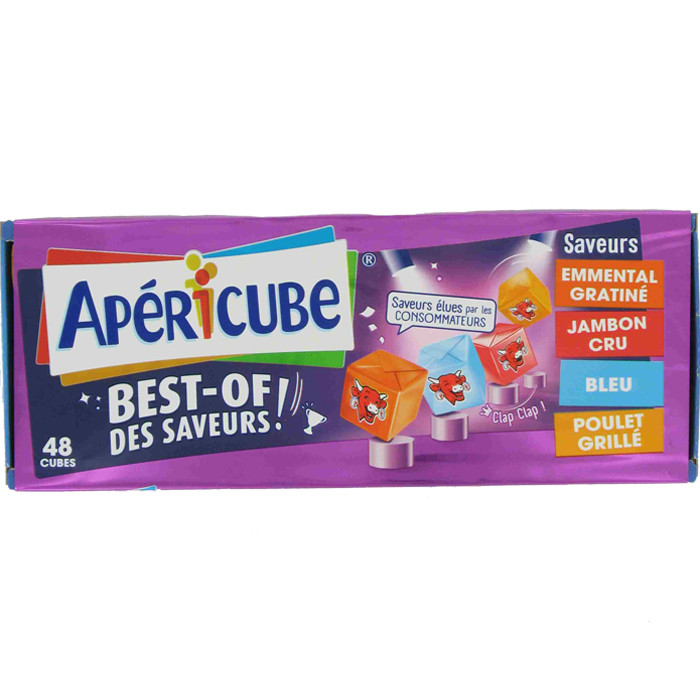 APÉRICUBE®
BEST-OF
DES SAVEURS !
48
CUBES
Saveurs élues par les
CONSOMMATEURS
Clap Clap !
Saveurs
EMMENTAL
GRATINÉ
JAMBON
CRU
BLEU
POULET
GRILLÉ